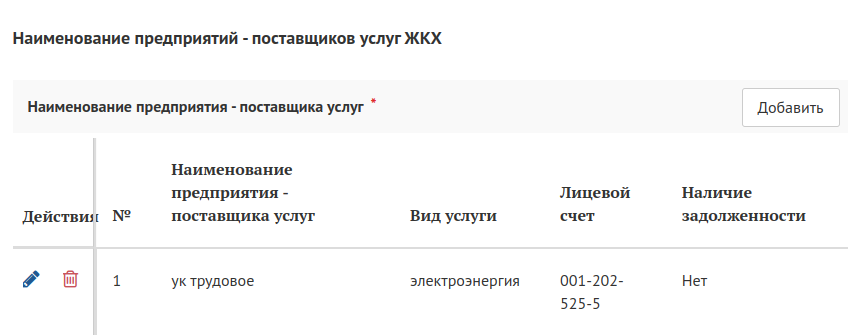 Наименование предприятий - поставщиков услуг ЖКХ
Наименование предприятия - поставщика услуг *
Добавить
Действия
№
Наименование
предприятия -
поставщика услуг
Вид услуги
Лицевой
счет
Наличие
задолженности
1
ук трудовое
электроэнергия
001-202-
525-5
Нет